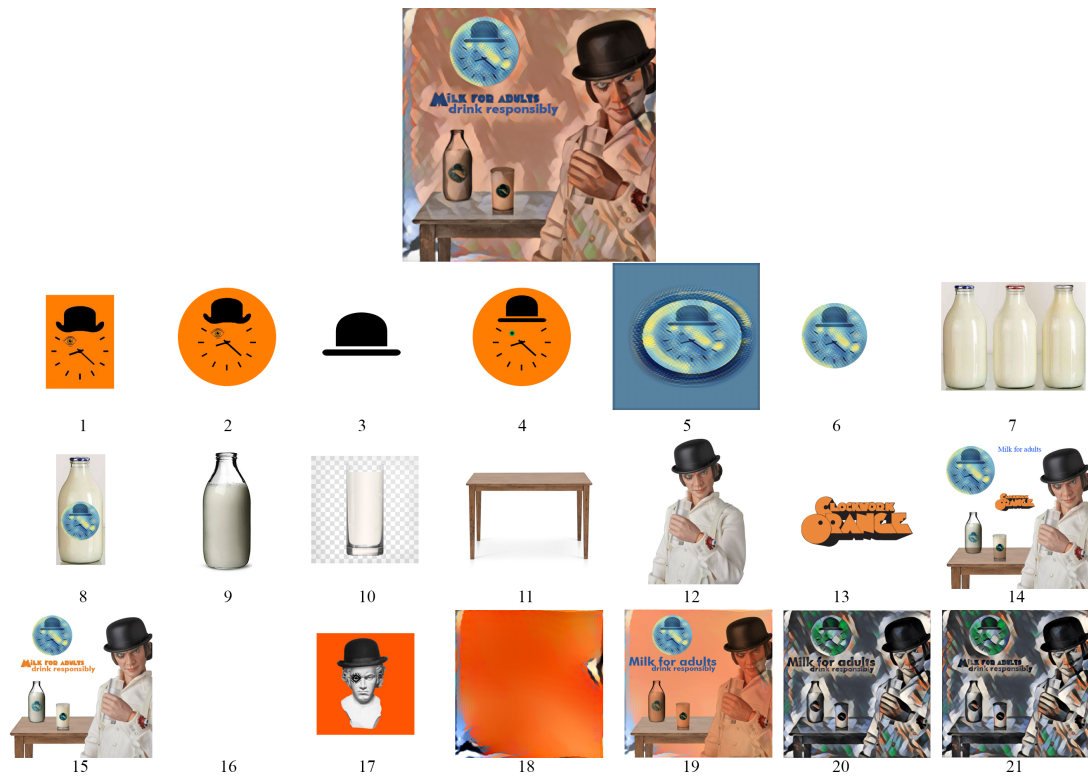 MILK FOR ADULTS
drink responsibly
1
2
3
4
5
6
7
8
9
10
11
12
CLOCKWORK
ORANGE
13
Milk for adults
CLOCKWORK
ORANGE
14
MILK FOR ADULTS
drink responsibly
15
16
17
18
Milk for adults
drink responsibly
19
Milk for adults
drink responsibly
20
MILK FOR ADULTS
drink responsibly
21